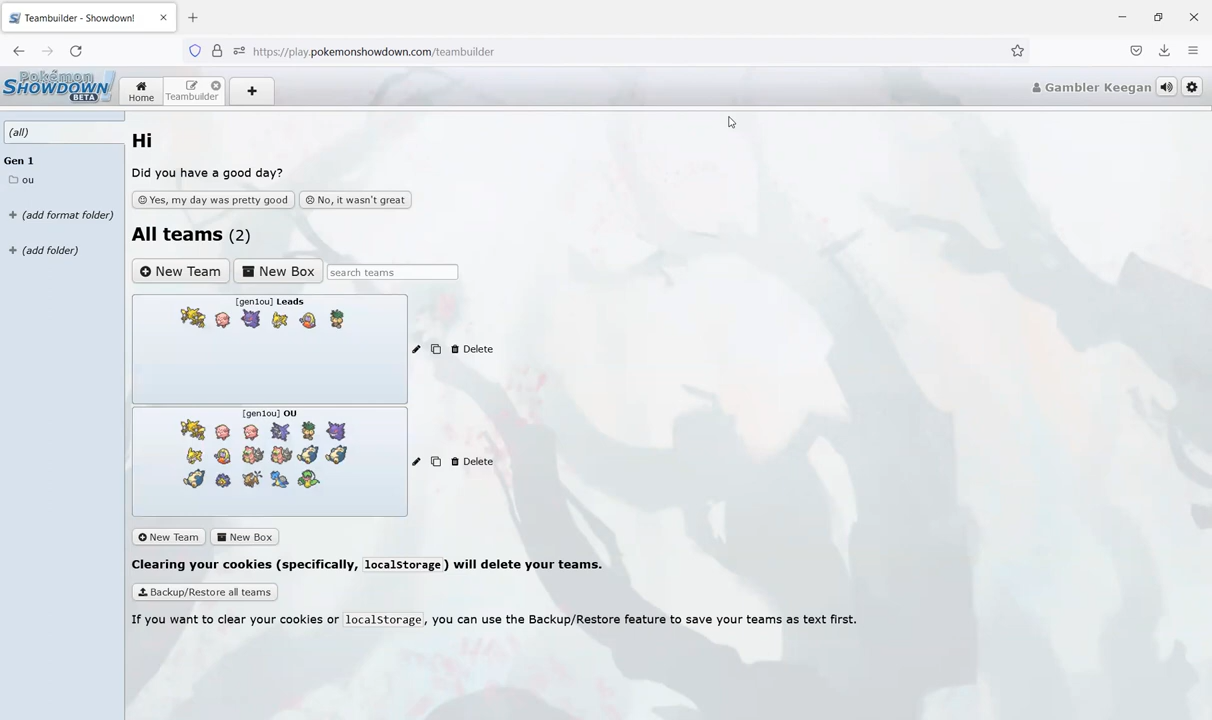 Teambuilder - Showdown!
https://play.pokemonshowdown.com/teambuilder
Pokémon
SHOWDOWN
BETA
Home
Teambuilder
Gambler Keegan
(all)
Gen 1
ou
(add format folder)
(add folder)
Hi
Did you have a good day?
Yes, my day was pretty good
No, it wasn't great
All teams (2)
New Team
New Box
search teams
[gen1ou] Leads
Delete
[gen1ou] OU
Delete
New Team
New Box
Clearing your cookies (specifically, localStorage) will delete your teams.
Backup/Restore all teams
If you want to clear your cookies or localStorage, you can use the Backup/Restore feature to save your teams as text first.